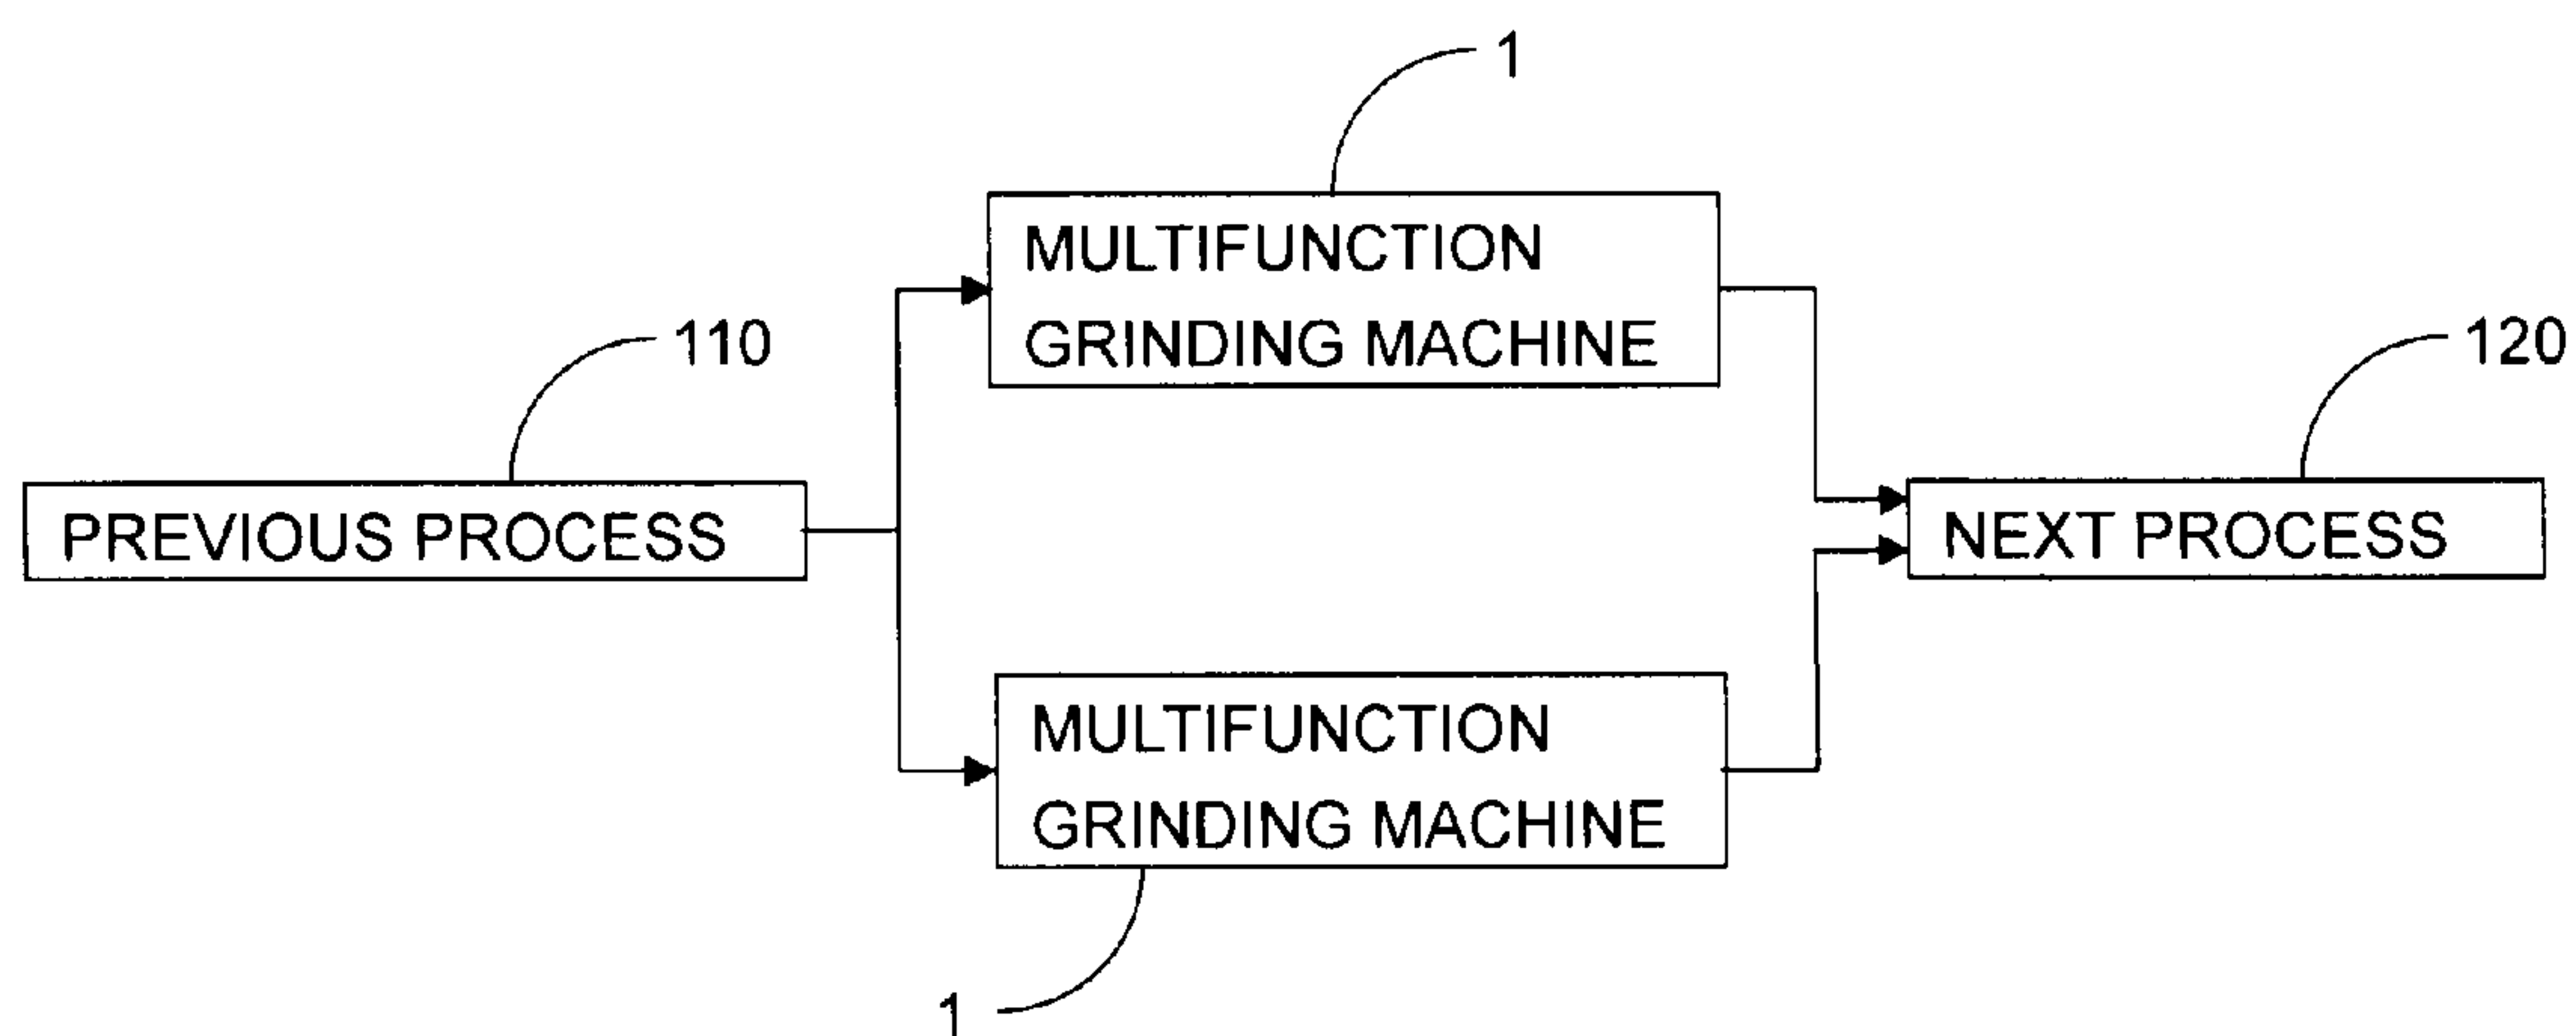 1
MULTIFUNCTION
GRINDING MACHINE
110
120
PREVIOUS PROCESS
NEXT PROCESS
MULTIFUNCTION
GRINDING MACHINE
1